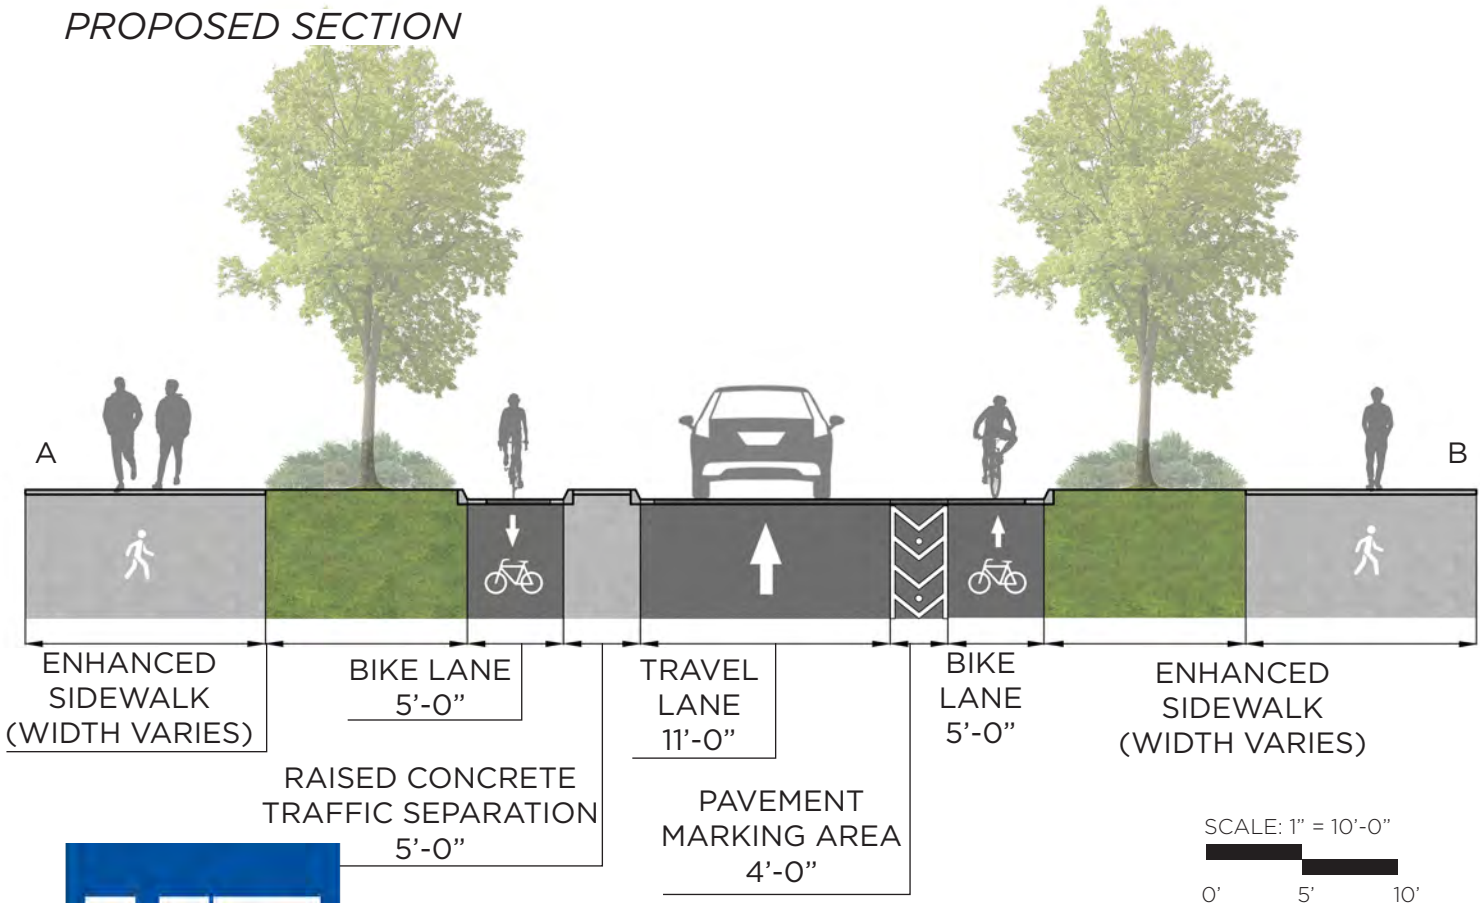 PROPOSED SECTION
A
B
ENHANCED
SIDEWALK
(WIDTH VARIES)
BIKE LANE
5’-0”
RAISED CONCRETE
TRAFFIC SEPARATION
5’-0”
TRAVEL
LANE
11’-0”
PAVEMENT
MARKING AREA
4’-0”
BIKE
LANE
5’-0”
ENHANCED
SIDEWALK
(WIDTH VARIES)
SCALE: 1” = 10’-0”
0’ 5’ 10’